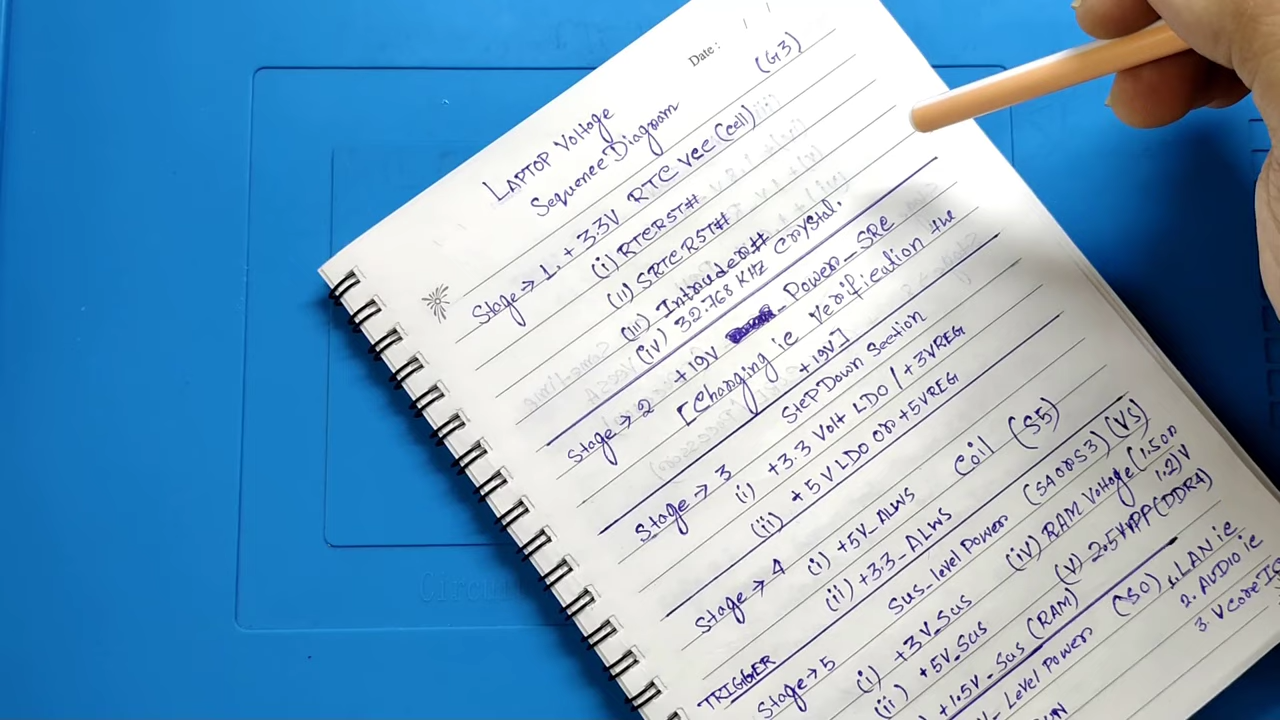 Date: / /
(G3)
LAPTOP Voltage
Sequence Diagram
Stage → 1. + 3.3V RTC VCC (cell)
(i) RTCRST#
(ii) SRTCRST#
(iii) Intruder#
(iv) 32.768 KHZ Crystal.
Stage → 2 +19V - Power_SRC
[Charging ic Verification the
+19V]
Stage → 3 StePDown Section
(i) +3.3 Volt LDO / +3VREG
(ii) +5V LDO or +5VREG
Stage → 4 (i) +5V_ALWS Coil (S5)
(ii) +3.3_ALWS
TRIGGER
Stage → 5 Sus_level Power (S4 or S3) (VS)
(i) +3V_Sus (iv) RAM Voltage (1.5 or
1.2)V
(ii) +5V_Sus (V) 2.5V VPP (DDR4)
+1.5V_Sus (RAM)
Level Power (S0) 1. LAN ic
2. AUDIO ic
3. Vcore
Circuit